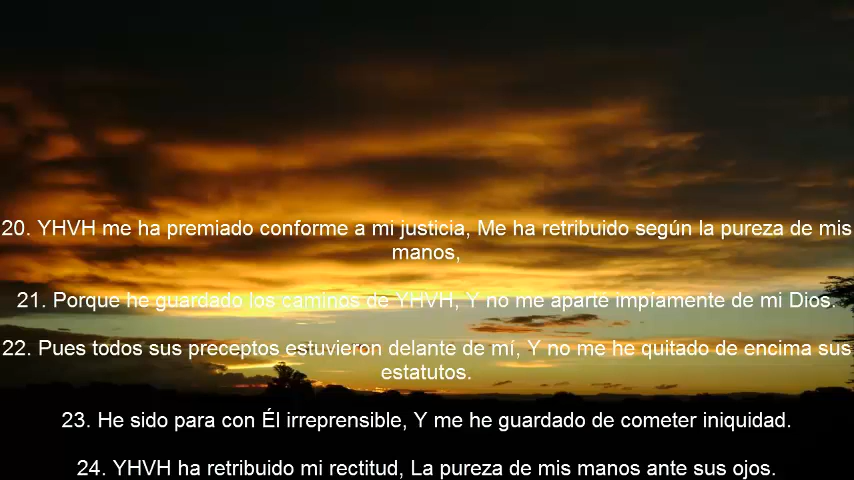 20. YHVH me ha premiado conforme a mi justicia, Me ha retribuido según la pureza de mis
manos,
21. Porque he guardado los caminos de YHVH, Y no me aparté impíamente de mi Dios.
22. Pues todos sus preceptos estuvieron delante de mí, Y no me he quitado de encima sus
estatutos.
23. He sido para con Él irreprensible, Y me he guardado de cometer iniquidad.
24. YHVH ha retribuido mi rectitud, La pureza de mis manos ante sus ojos.